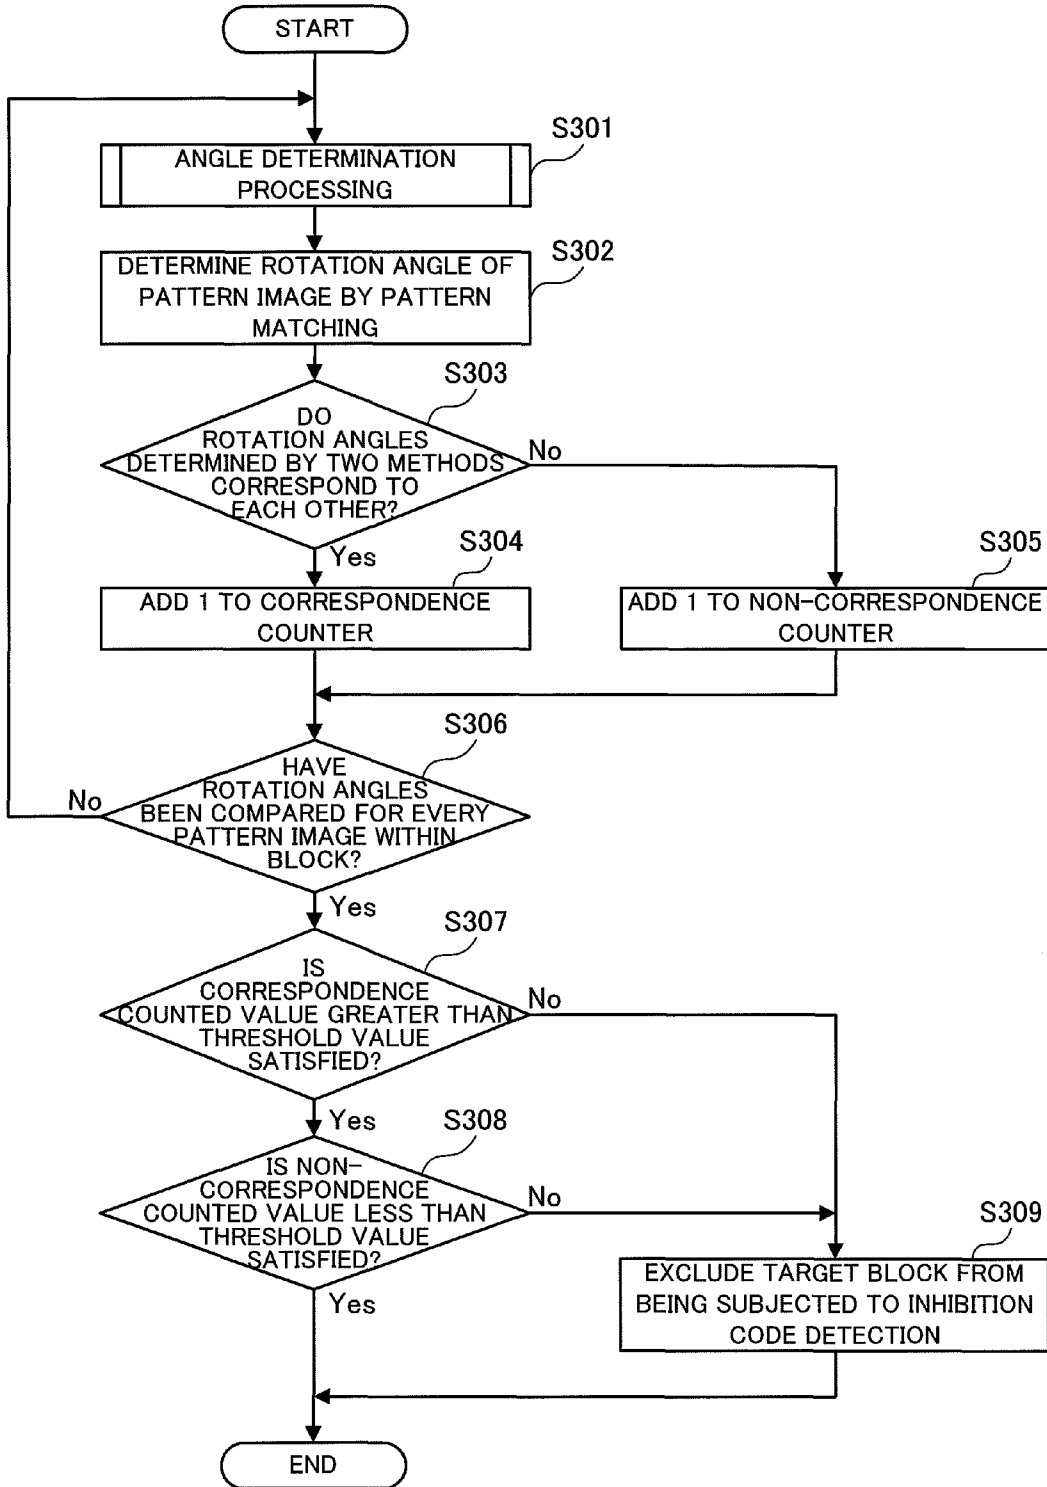 START
S301
ANGLE DETERMINATION
PROCESSING
S302
DETERMINE ROTATION ANGLE OF
PATTERN IMAGE BY PATTERN
MATCHING
S303
DO
ROTATION ANGLES
DETERMINED BY TWO METHODS
CORRESPOND TO
EACH OTHER?
No
Yes
S304
ADD 1 TO CORRESPONDENCE
COUNTER
S305
ADD 1 TO NON-CORRESPONDENCE
COUNTER
S306
HAVE
ROTATION ANGLES
BEEN COMPARED FOR EVERY
PATTERN IMAGE WITHIN
BLOCK?
No
Yes
S307
IS
CORRESPONDENCE
COUNTED VALUE GREATER THAN
THRESHOLD VALUE
SATISFIED?
No
Yes
S308
IS NON-
CORRESPONDENCE
COUNTED VALUE LESS THAN
THRESHOLD VALUE
SATISFIED?
No
Yes
S309
EXCLUDE TARGET BLOCK FROM
BEING SUBJECTED TO INHIBITION
CODE DETECTION
END